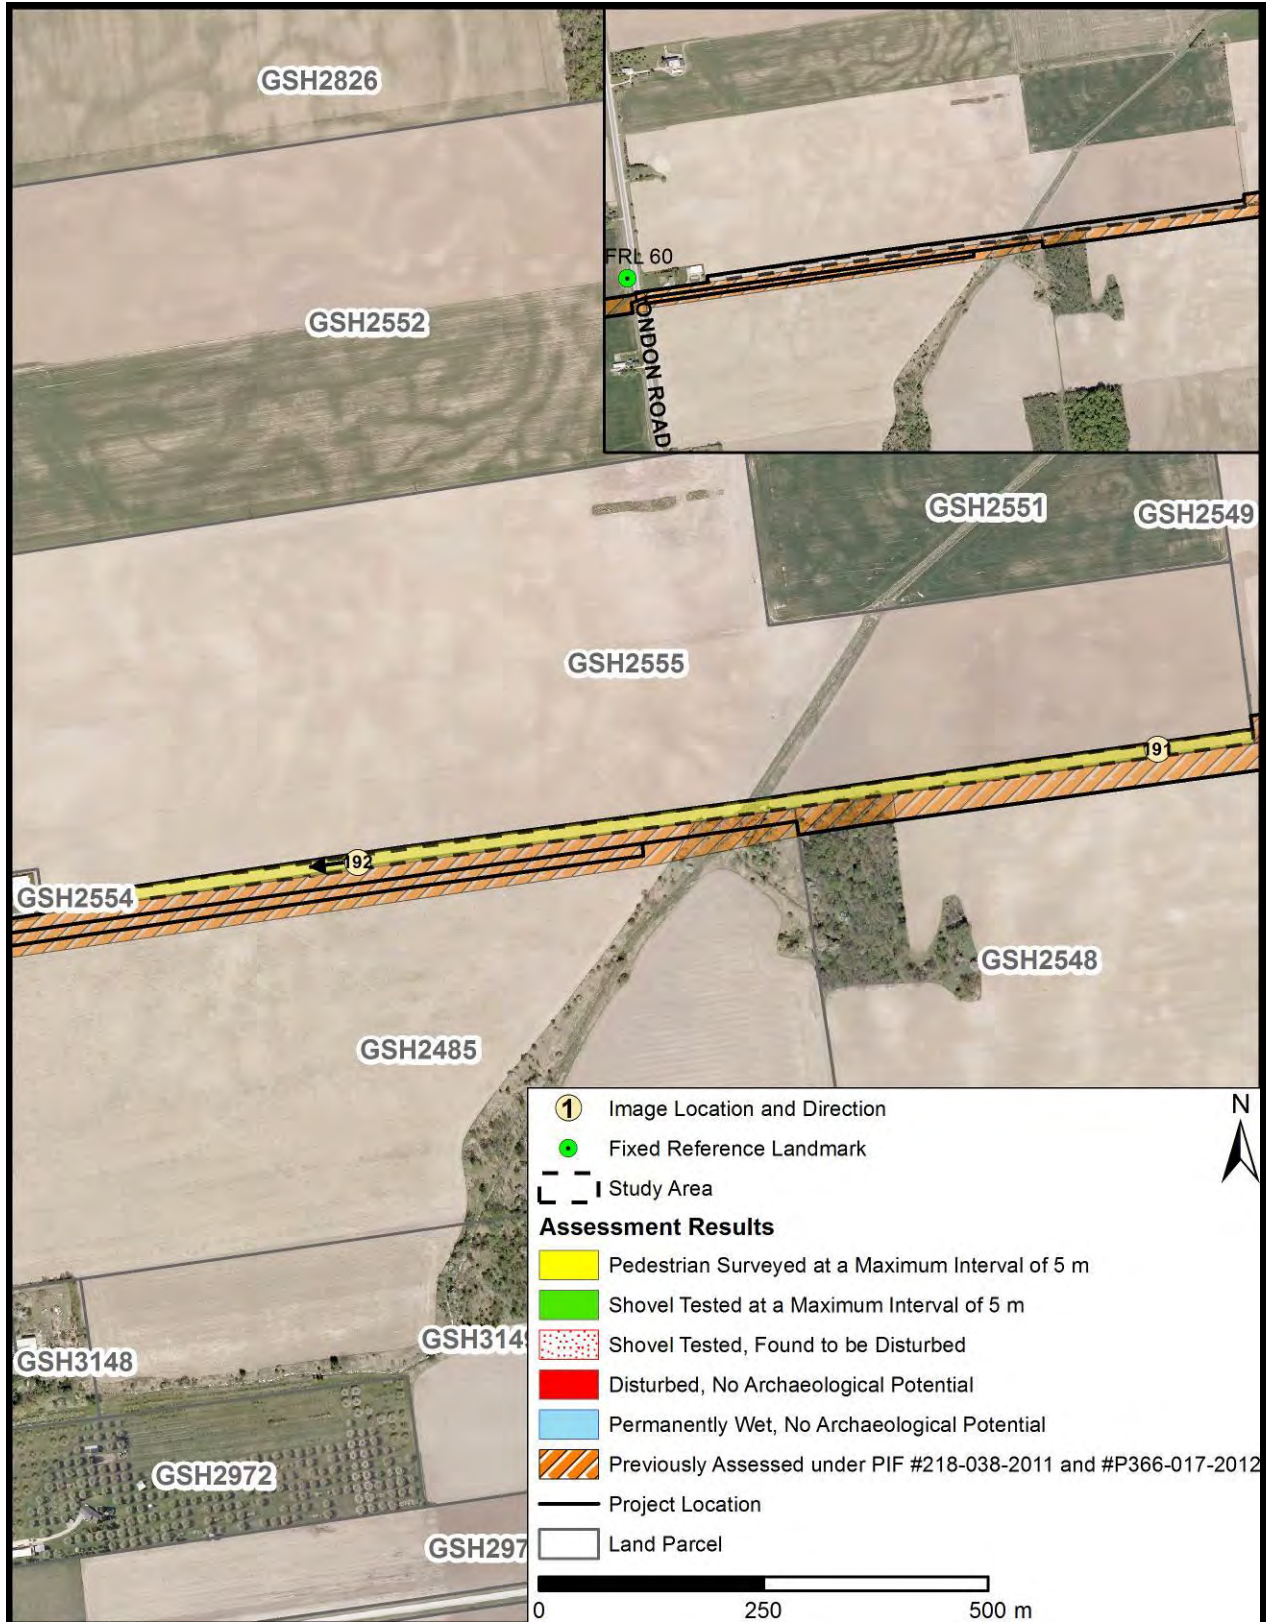 GSH2826
FRL 60
ONDON ROAD
GSH2552
GSH2551
GSH2549
GSH2555
191
192
GSH2554
GSH2548
GSH2485
GSH3149
GSH3148
GSH2972
GSH297
N
1 Image Location and Direction
Fixed Reference Landmark
Study Area
Assessment Results
Pedestrian Surveyed at a Maximum Interval of 5 m
Shovel Tested at a Maximum Interval of 5 m
Shovel Tested, Found to be Disturbed
Disturbed, No Archaeological Potential
Permanently Wet, No Archaeological Potential
Previously Assessed under PIF #218-038-2011 and #P366-017-2012
Project Location
Land Parcel
0 250 500 m